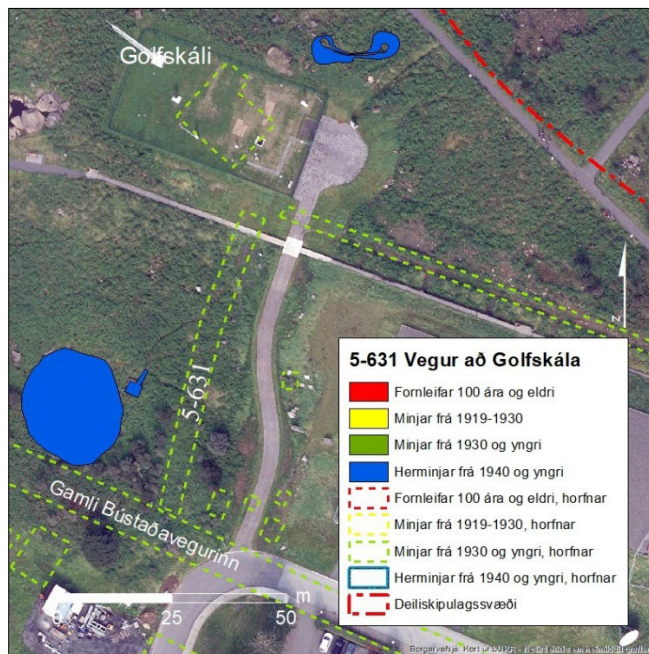 Golfskáli
5-631
Gamli Bústaðavegurinn
N
5-631 Vegur að Golfskála
Fornleifar 100 ára og eldri
Minjar frá 1919-1930
Minjar frá 1930 og yngri
Herminjar frá 1940 og yngri
Fornleifar 100 ára og eldri, horfnar
Minjar frá 1919-1930, horfnar
Minjar frá 1930 og yngri, horfnar
Herminjar frá 1940 og yngri, horfnar
Deiliskipulagssvæði
m
0 25 50
Borgarvefsjá. Kort úr LUKR